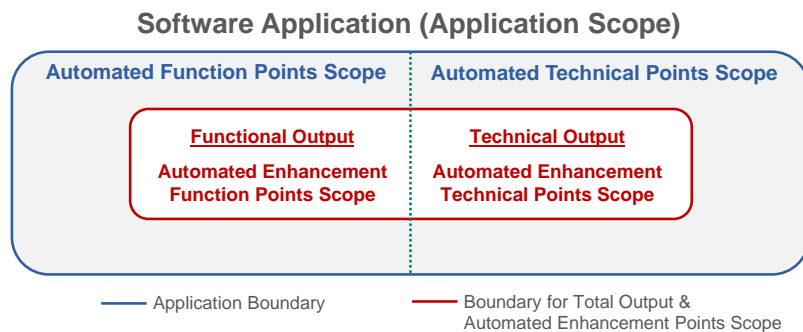 Software Application (Application Scope)
Automated Function Points Scope
Automated Technical Points Scope
Functional Output
Automated Enhancement
Function Points Scope
Technical Output
Automated Enhancement
Technical Points Scope
Application Boundary
Boundary for Total Output &
Automated Enhancement Points Scope